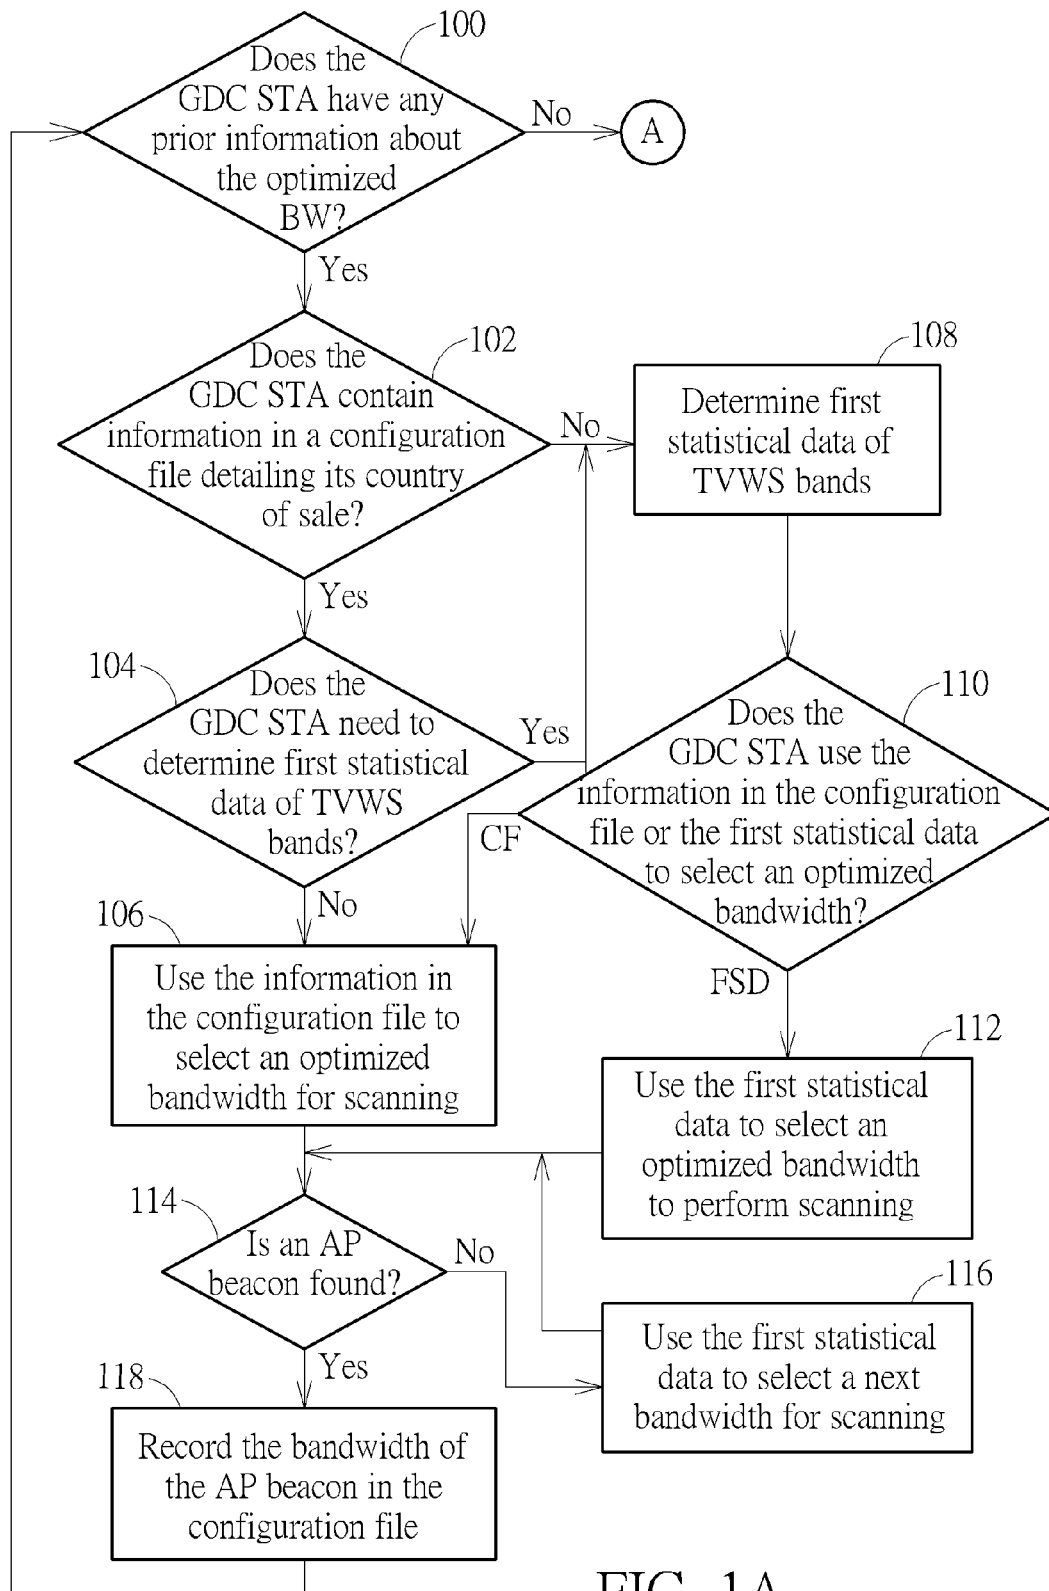 100
Does the
GDC STA have any
prior information about
the optimized
BW?
No
A
Yes
102
Does the
GDC STA contain
information in a configuration
file detailing its country
of sale?
No
108
Determine first
statistical data of
TVWS bands
Yes
104
Does the
GDC STA need to
determine first statistical
data of TVWS
bands?
Yes
110
Does the
GDC STA use the
information in the configuration
file or the first statistical data
to select an optimized
bandwidth?
CF
No
FSD
106
Use the information in
the configuration file to
select an optimized
bandwidth for scanning
112
Use the first statistical
data to select an
optimized bandwidth
to perform scanning
114
Is an AP
beacon found?
No
116
Use the first statistical
data to select a next
bandwidth for scanning
Yes
118
Record the bandwidth of
the AP beacon in the
configuration file
FIG. 1A